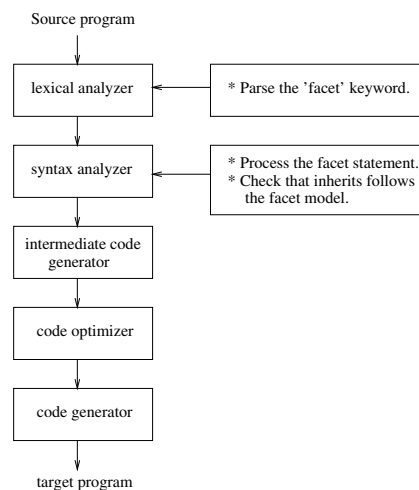 Source program
lexical analyzer
* Parse the 'facet' keyword.
syntax analyzer
* Process the facet statement.
* Check that inherits follows
the facet model.
intermediate code
generator
code optimizer
code generator
target program